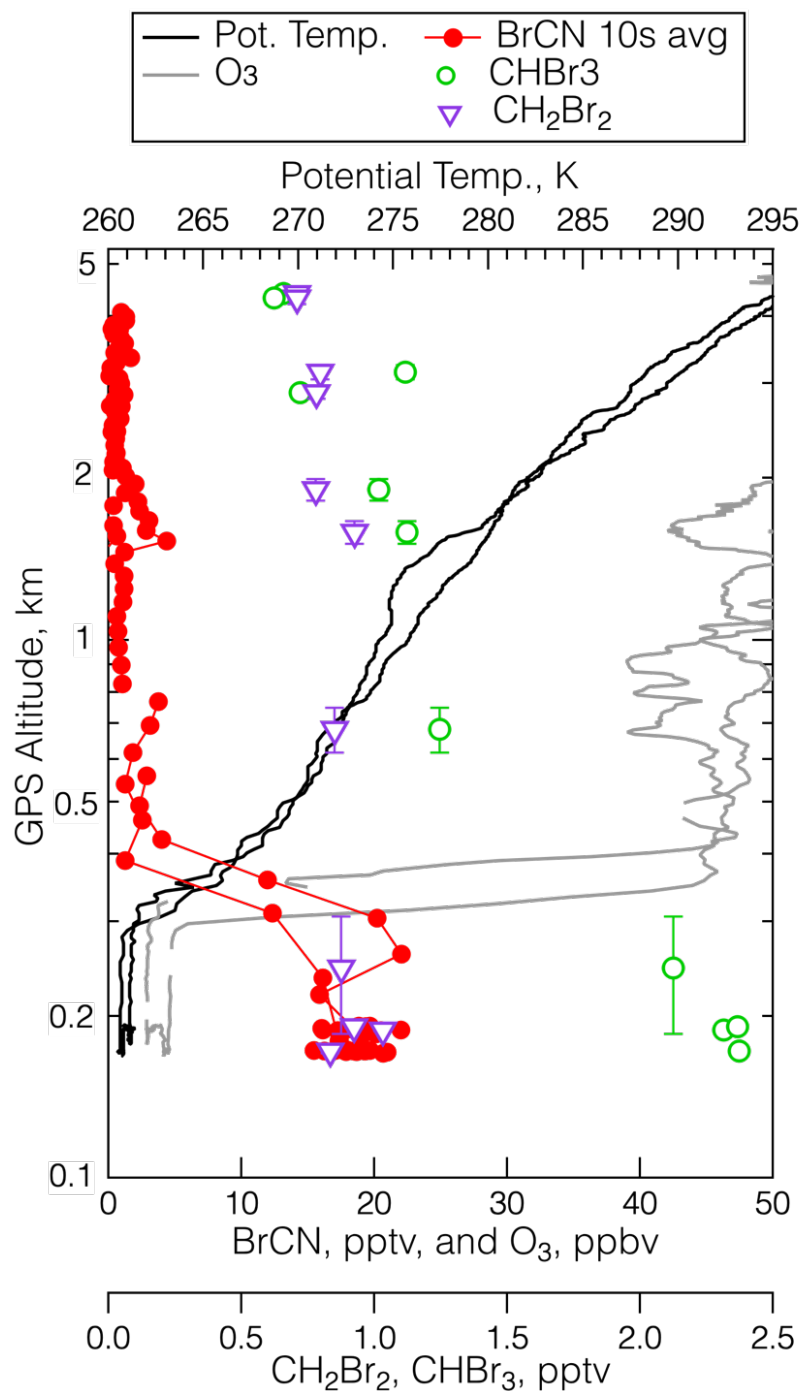 Pot. Temp. BrCN 10s avg
O₃ CHBr3
CH₂Br₂
Potential Temp., K
260 265 270 275 280 285 290 295
5
2
1
0.5
0.2
0.1
GPS Altitude, km
0 10 20 30 40 50
BrCN, pptv, and O₃, ppbv
0.0 0.5 1.0 1.5 2.0 2.5
CH₂Br₂, CHBr₃, pptv